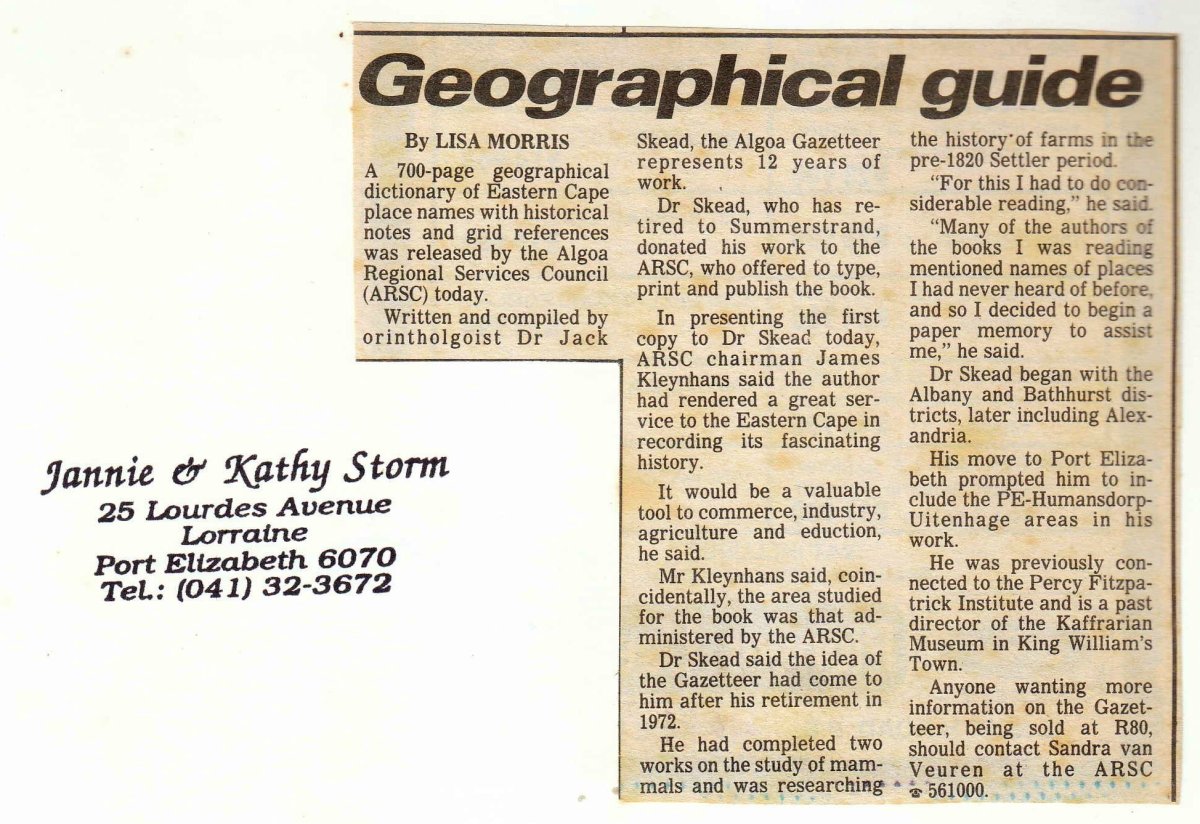 Geographical guide
By LISA MORRIS
A 700-page geographical
dictionary of Eastern Cape
place names with historical
notes and grid references
was released by the Algoa
Regional Services Council
(ARSC) today.
Written and compiled by
orintholgoist Dr Jack
Skead, the Algoa Gazetteer
represents 12 years of
work.
Dr Skead, who has re-
tired to Summerstrand,
donated his work to the
ARSC, who offered to type,
print and publish the book.
In presenting the first
copy to Dr Skead today,
ARSC chairman James
Kleynhans said the author
had rendered a great ser-
vice to the Eastern Cape in
recording its fascinating
history.
It would be a valuable
tool to commerce, industry,
agriculture and eduction,
he said.
Mr Kleynhans said, coin-
cidentally, the area studied
for the book was that ad-
ministered by the ARSC.
Dr Skead said the idea of
the Gazetteer had come to
him after his retirement in
1972.
He had completed two
works on the study of mam-
mals and was researching
the history of farms in the
pre-1820 Settler period.
"For this I had to do con-
siderable reading," he said.
"Many of the authors of
the books I was reading
mentioned names of places
I had never heard of before,
and so I decided to begin a
paper memory to assist
me," he said.
Dr Skead began with the
Albany and Bathhurst dis-
tricts, later including Alex-
andria.
His move to Port Eliza-
beth prompted him to in-
clude the PE-Humansdorp-
Uitenhage areas in his
work.
He was previously con-
nected to the Percy Fitzpa-
trick Institute and is a past
director of the Kaffrarian
Museum in King William's
Town.
Anyone wanting more
information on the Gazet-
teer, being sold at R80,
should contact Sandra van
Veuren at the ARSC
☎ 561000.
Jannie & Kathy Storm
25 Lourdes Avenue
Lorraine
Port Elizabeth 6070
Tel.: (041) 32-3672